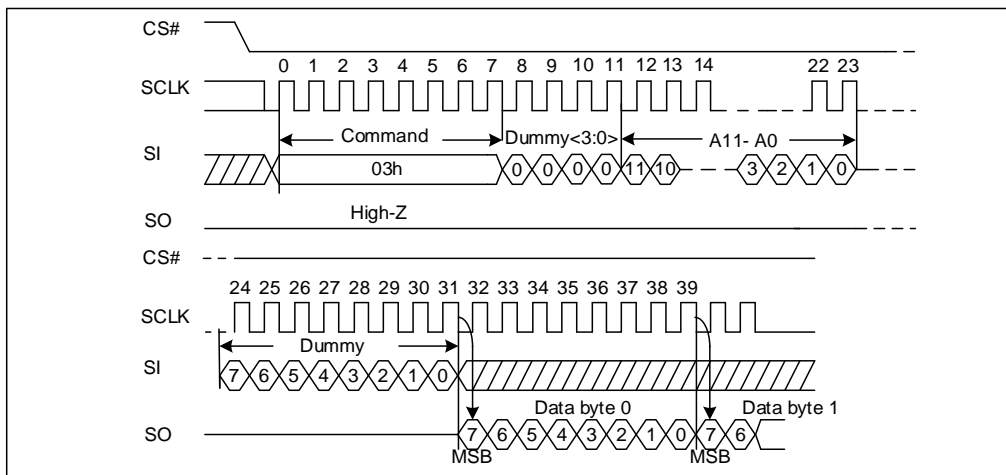 CS#
0 1 2 3 4 5 6 7 8 9 10 11 12 13 14 22 23
SCLK
Command Dummy<3:0> A11- A0
SI
03h 0 0 0 0 11 10 3 2 1 0
High-Z
SO
CS#
24 25 26 27 28 29 30 31 32 33 34 35 36 37 38 39
SCLK
Dummy
SI
7 6 5 4 3 2 1 0
Data byte 0 Data byte 1
SO
7 6 5 4 3 2 1 0 7 6
MSB MSB